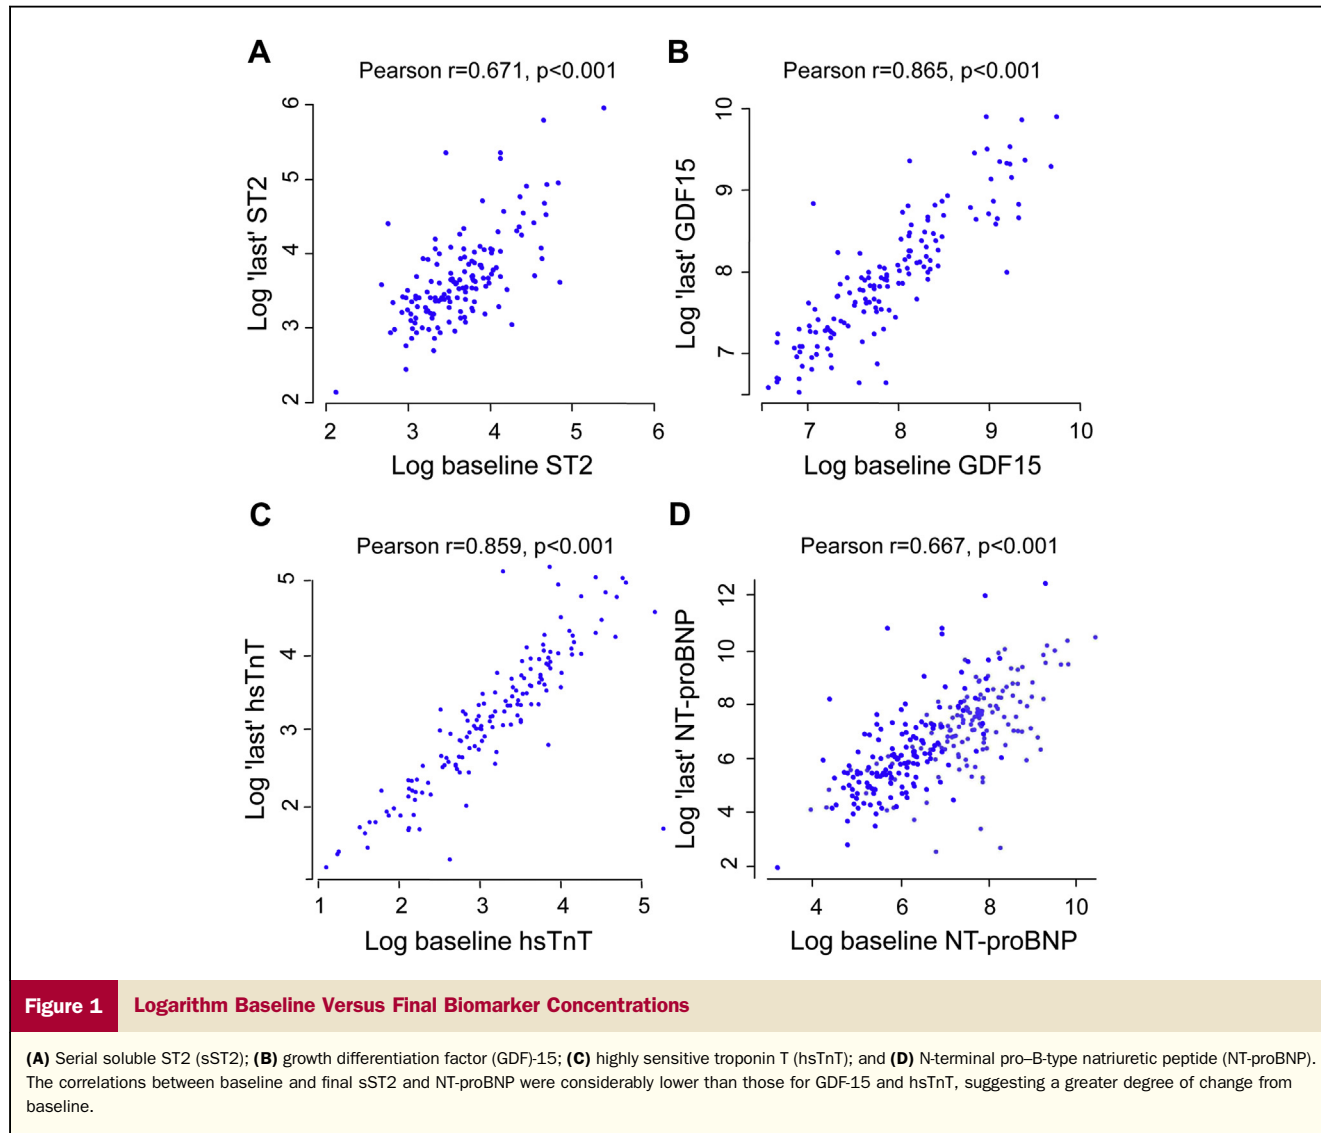 A
Pearson r=0.671, p<0.001
Log 'last' ST2
6
5
4
3
2
2 3 4 5 6
Log baseline ST2
B
Pearson r=0.865, p<0.001
Log 'last' GDF15
10
9
8
7
7 8 9 10
Log baseline GDF15
C
Pearson r=0.859, p<0.001
Log 'last' hsTnT
5
4
3
2
1 2 3 4 5
Log baseline hsTnT
D
Pearson r=0.667, p<0.001
Log 'last' NT-proBNP
12
10
8
6
4
2
4 6 8 10
Log baseline NT-proBNP
Figure 1 Logarithm Baseline Versus Final Biomarker Concentrations
(A) Serial soluble ST2 (sST2); (B) growth differentiation factor (GDF)-15; (C) highly sensitive troponin T (hsTnT); and (D) N-terminal pro–B-type natriuretic peptide (NT-proBNP).
The correlations between baseline and final sST2 and NT-proBNP were considerably lower than those for GDF-15 and hsTnT, suggesting a greater degree of change from
baseline.